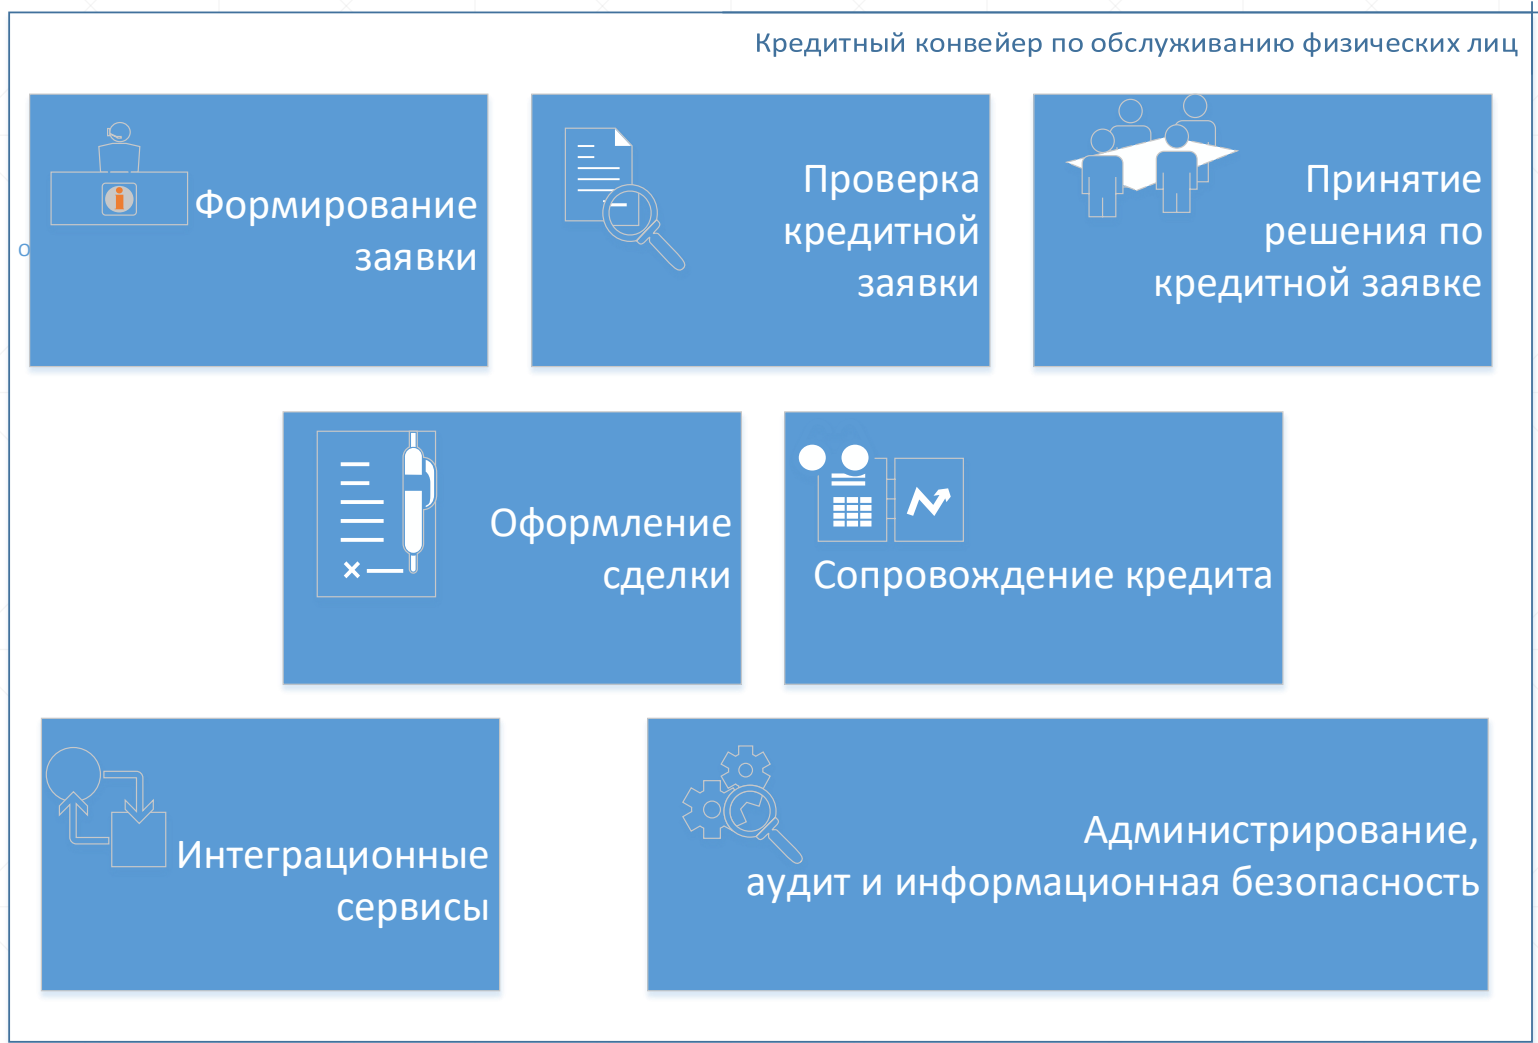 Кредитный конвейер по обслуживанию физических лиц
Формирование
заявки
Проверка
кредитной
заявки
Принятие
решения по
кредитной заявке
Оформление
сделки
Сопровождение кредита
Интеграционные
сервисы
Администрирование,
аудит и информационная безопасность